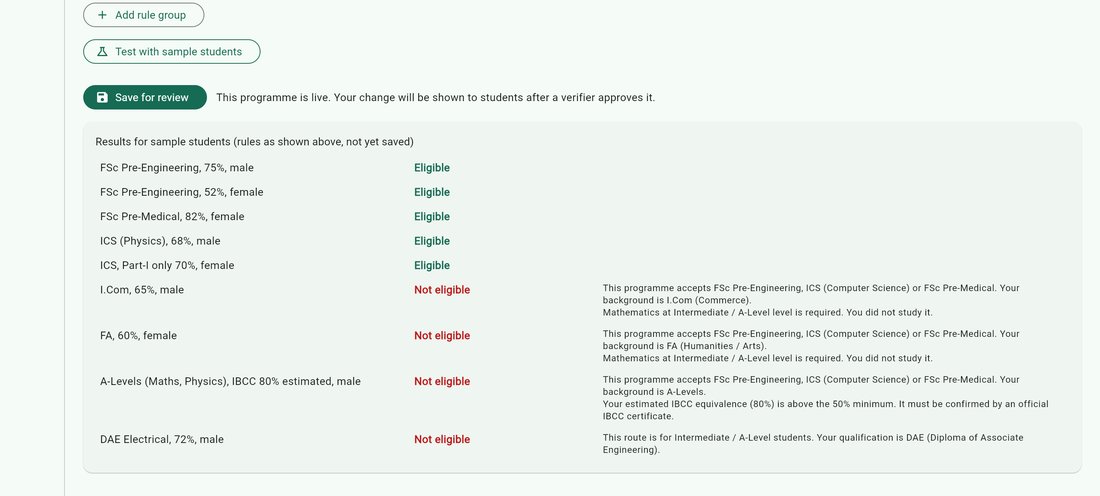 Add rule group
Test with sample students
Save for review
This programme is live. Your change will be shown to students after a verifier approves it.
Results for sample students (rules as shown above, not yet saved)
FSc Pre-Engineering, 75%, male Eligible
FSc Pre-Engineering, 52%, female Eligible
FSc Pre-Medical, 82%, female Eligible
ICS (Physics), 68%, male Eligible
ICS, Part-I only 70%, female Eligible
I.Com, 65%, male Not eligible This programme accepts FSc Pre-Engineering, ICS (Computer Science) or FSc Pre-Medical. Your
background is I.Com (Commerce).
Mathematics at Intermediate / A-Level level is required. You did not study it.
FA, 60%, female Not eligible This programme accepts FSc Pre-Engineering, ICS (Computer Science) or FSc Pre-Medical. Your
background is FA (Humanities / Arts).
Mathematics at Intermediate / A-Level level is required. You did not study it.
A-Levels (Maths, Physics), IBCC 80% estimated, male Not eligible This programme accepts FSc Pre-Engineering, ICS (Computer Science) or FSc Pre-Medical. Your
background is A-Levels.
Your estimated IBCC equivalence (80%) is above the 50% minimum. It must be confirmed by an official
IBCC certificate.
DAE Electrical, 72%, male Not eligible This route is for Intermediate / A-Level students. Your qualification is DAE (Diploma of Associate
Engineering).